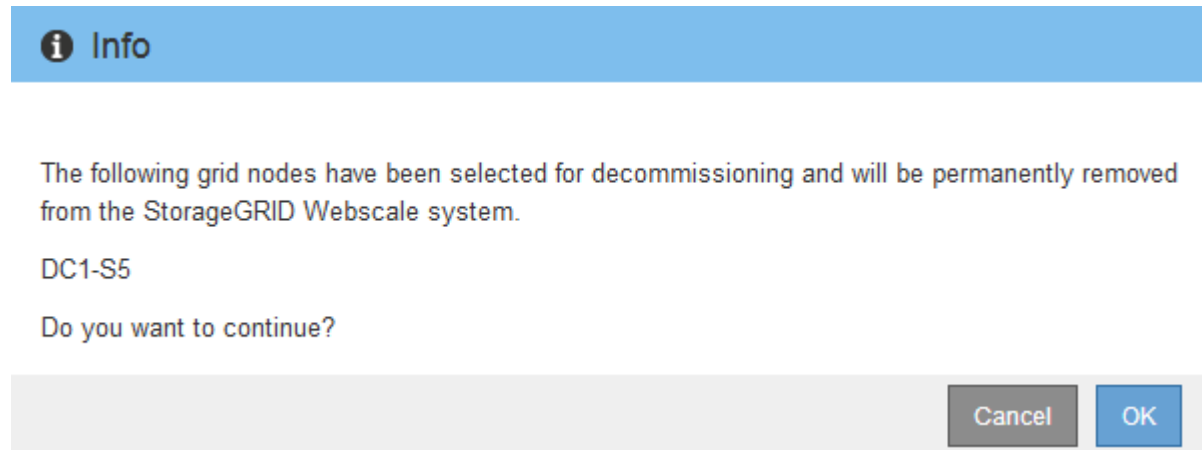 Info
The following grid nodes have been selected for decommissioning and will be permanently removed
from the StorageGRID Webscale system.
DC1-S5
Do you want to continue?
Cancel OK